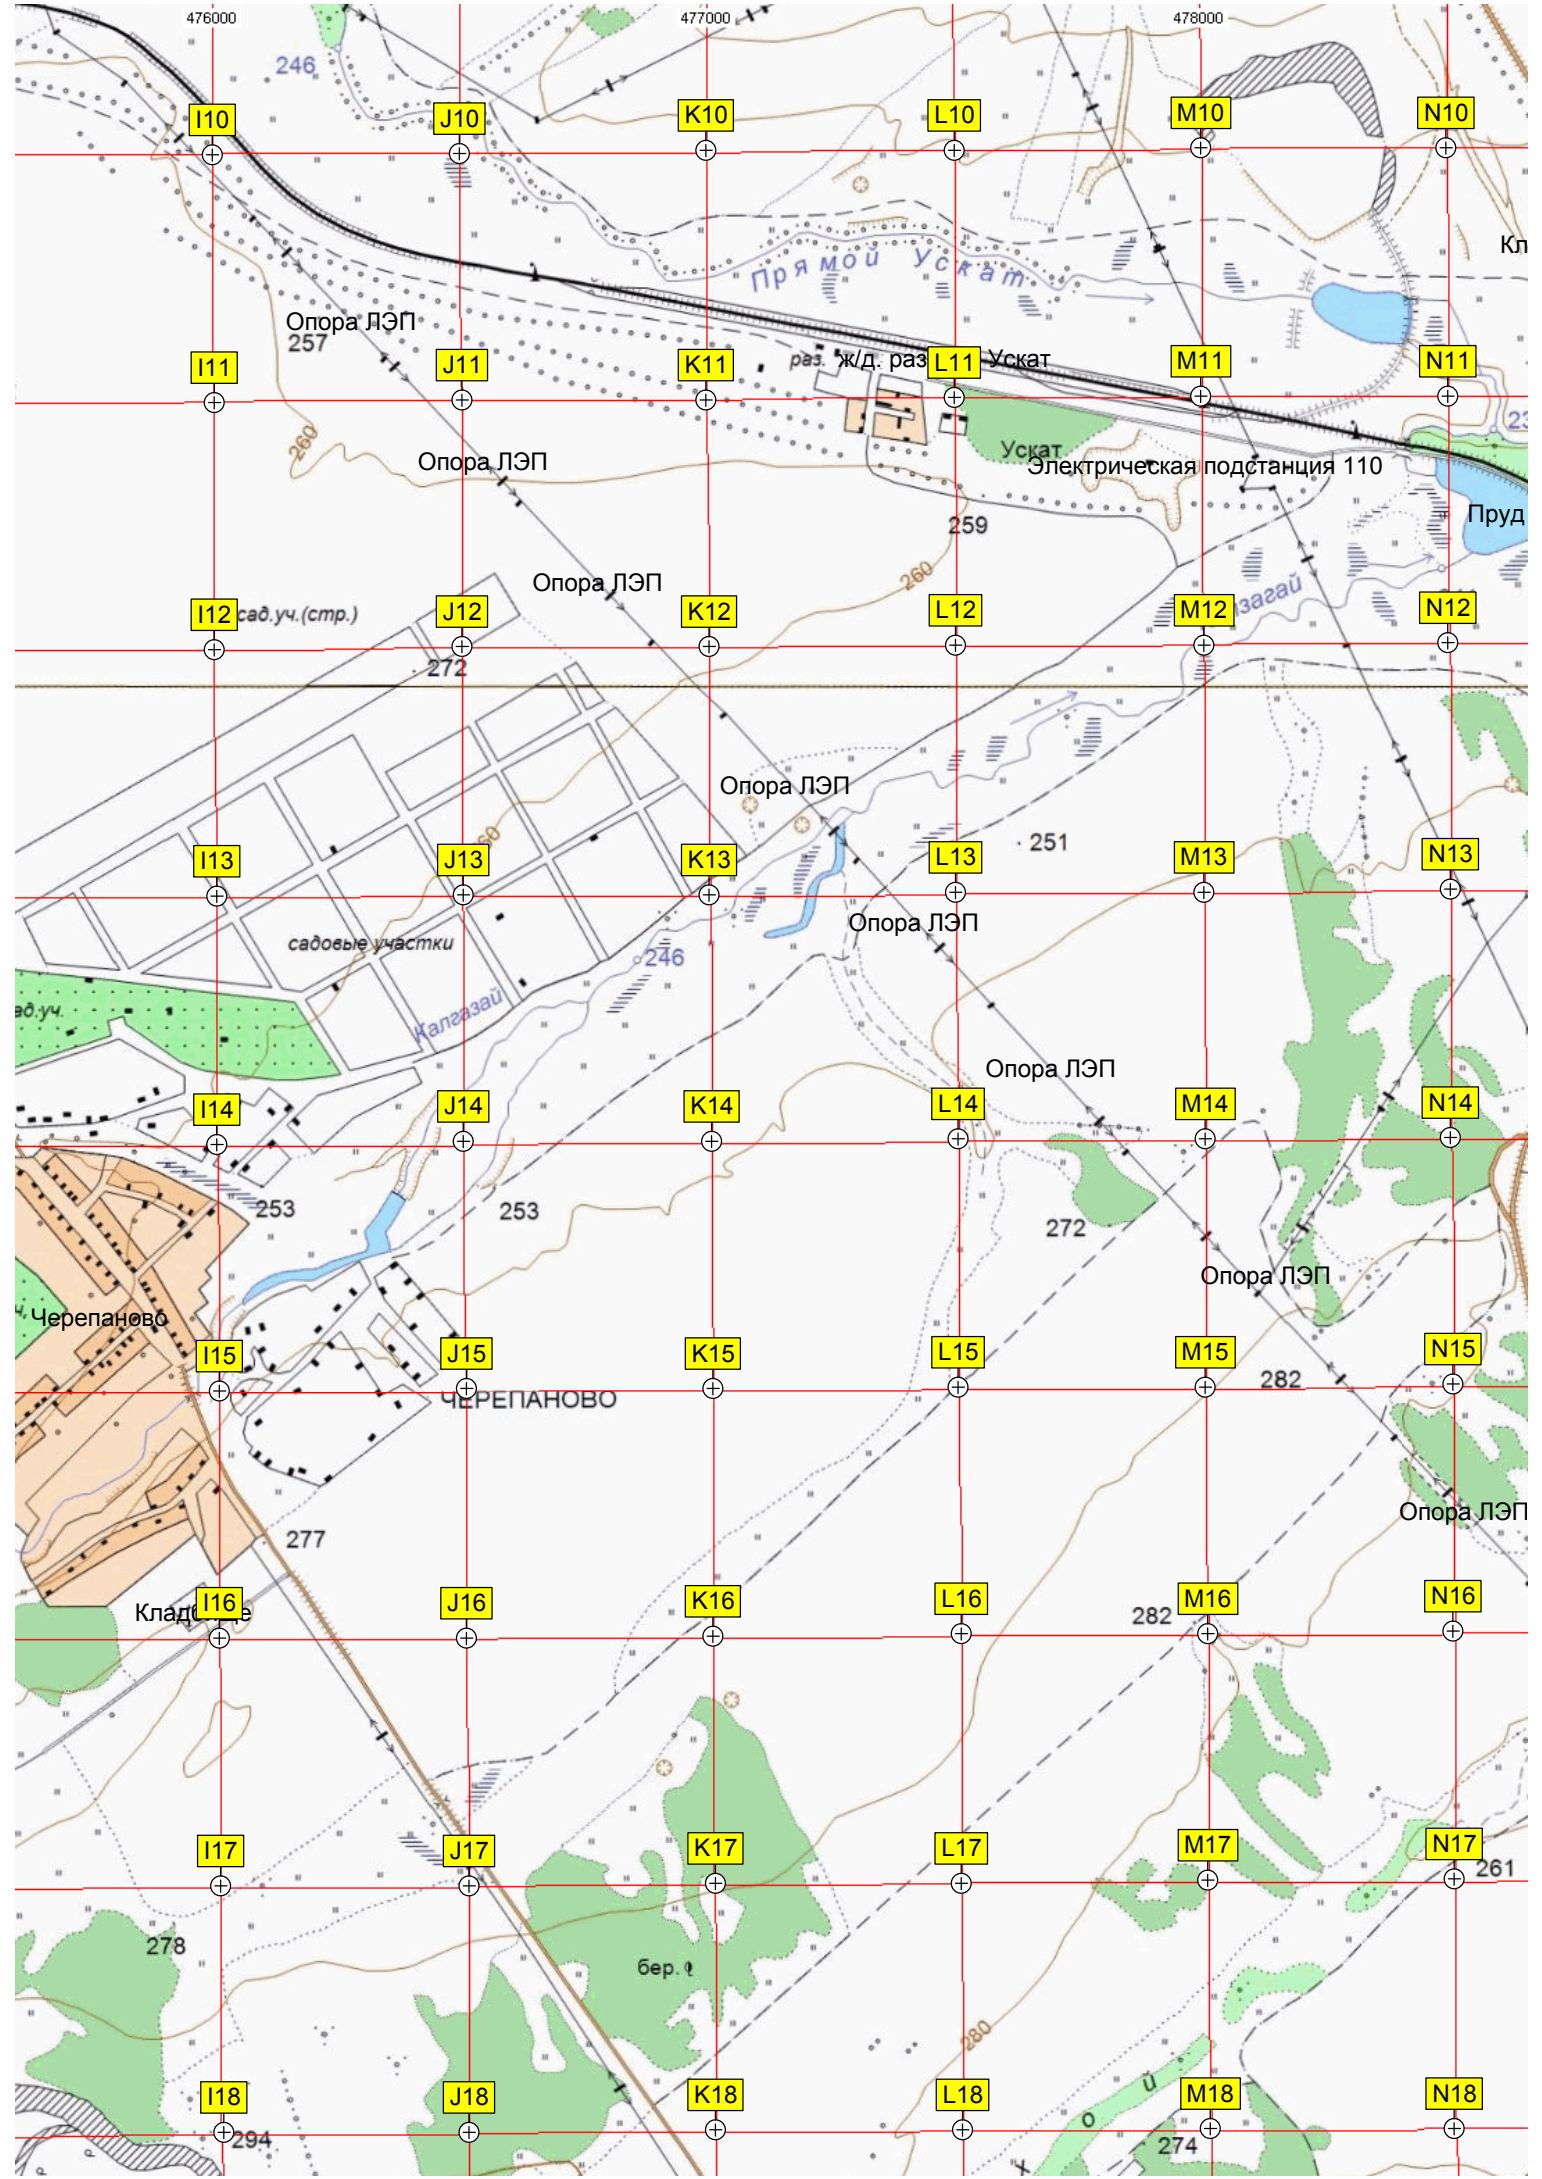 476000
477000
478000
246
I10
J10
K10
L10
M10
N10
Кл
Прямой Ускат
Опора ЛЭП
257
раз.
ж/д. раз
Ускат
I11
J11
K11
L11
M11
N11
23
260
Опора ЛЭП
Ускат
Электрическая подстанция 110
259
Пруд
Опора ЛЭП
260
I12
сад.уч.(стр.)
J12
K12
L12
M12
N12
272
Опора ЛЭП
60
251
I13
J13
K13
L13
M13
N13
садовые участки
246
Опора ЛЭП
Калгазай
ад.уч.
Опора ЛЭП
I14
J14
K14
L14
M14
N14
253
253
272
Опора ЛЭП
Черепаново
I15
J15
K15
L15
M15
N15
282
ЧЕРЕПАНОВО
Опора ЛЭП
277
I16
J16
K16
L16
M16
N16
282
I17
J17
K17
L17
M17
N17
261
278
бер.
280
I18
J18
K18
L18
M18
N18
о й
294
274